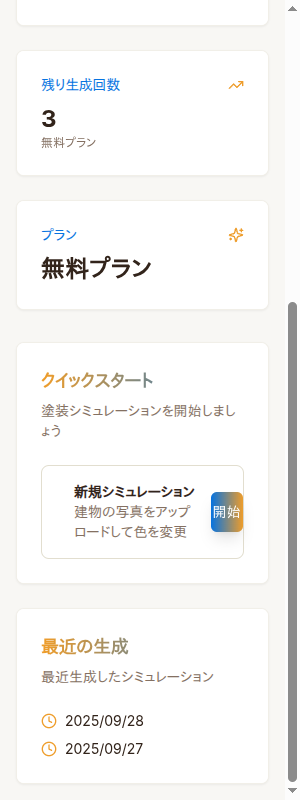 残り生成回数
3
無料プラン
プラン
無料プラン
クイックスタート
塗装シミュレーションを開始しまし
ょう
新規シミュレーション
建物の写真をアップ
ロードして色を変更
開始
最近の生成
最近生成したシミュレーション
2025/09/28
2025/09/27